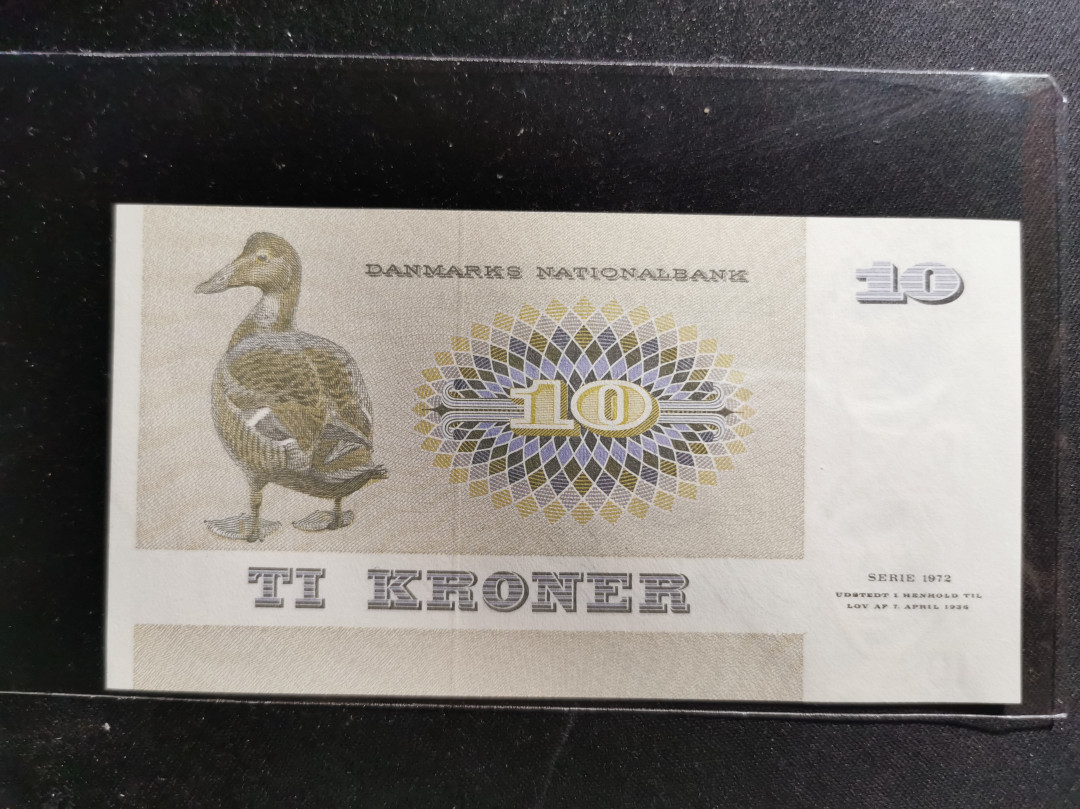 DANMARKS NATIONALBANK
10
10
TI KRONER
SERIE 1972
UDSTEDT I HENHOLD TIL
LOV AF 7. APRIL 1936